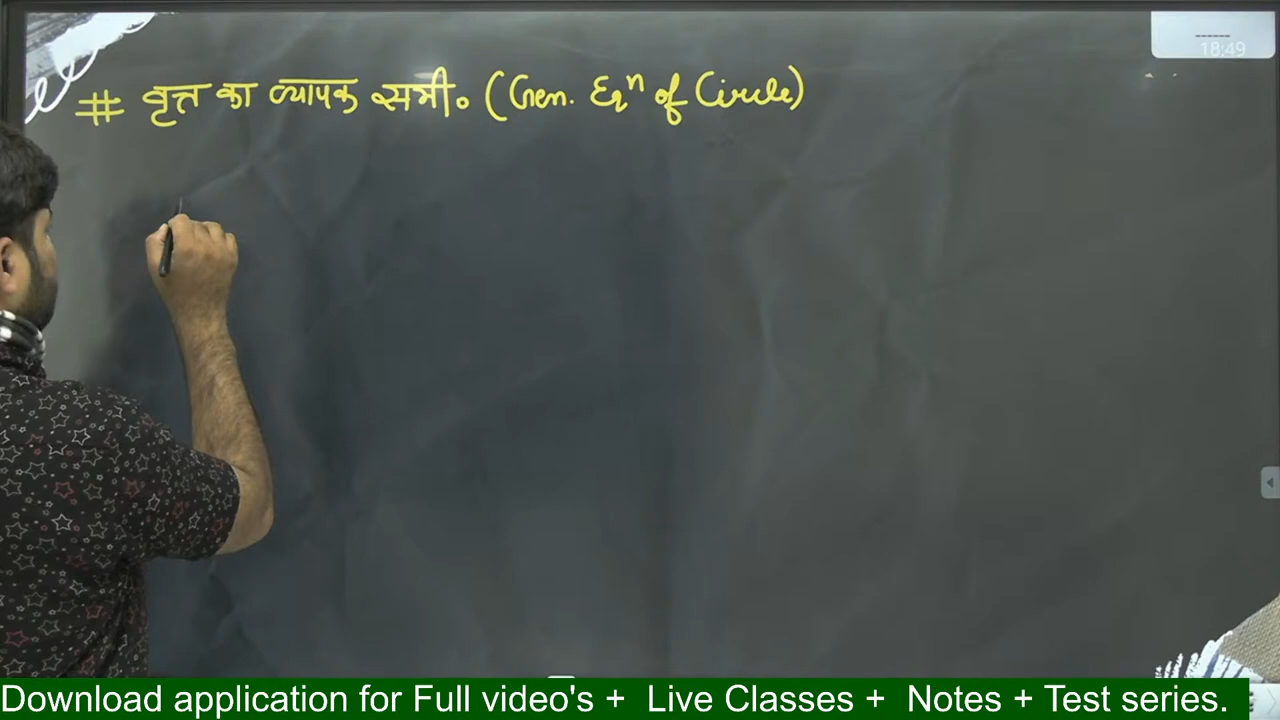 18:49
# वृत्त का व्यापक समी० (Gen. Eqⁿ of Circle)
Download application for Full video's + Live Classes + Notes + Test series.